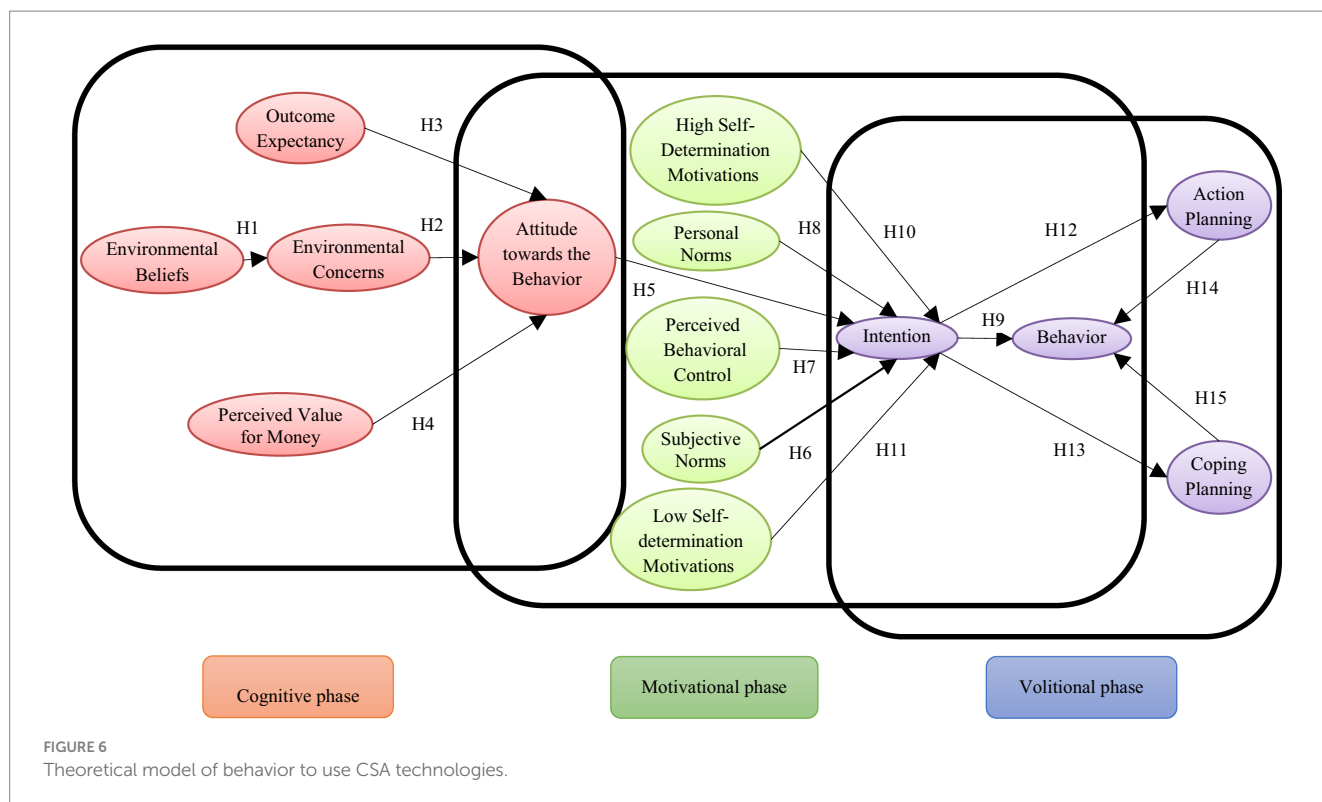 Outcome
Expectancy
H3
Environmental
Beliefs
H1
Environmental
Concerns
H2
Attitude
towards the
Behavior
Perceived Value
for Money
H4
High Self-
Determination
Motivations
H10
Personal
Norms
H8
H5
Perceived
Behavioral
Control
H7
Subjective
Norms
H6
Low Self-
determination
Motivations
H11
Intention
H9
Behavior
H12
Action
Planning
H14
H13
Coping
Planning
H15
Cognitive phase
Motivational phase
Volitional phase
FIGURE 6
Theoretical model of behavior to use CSA technologies.